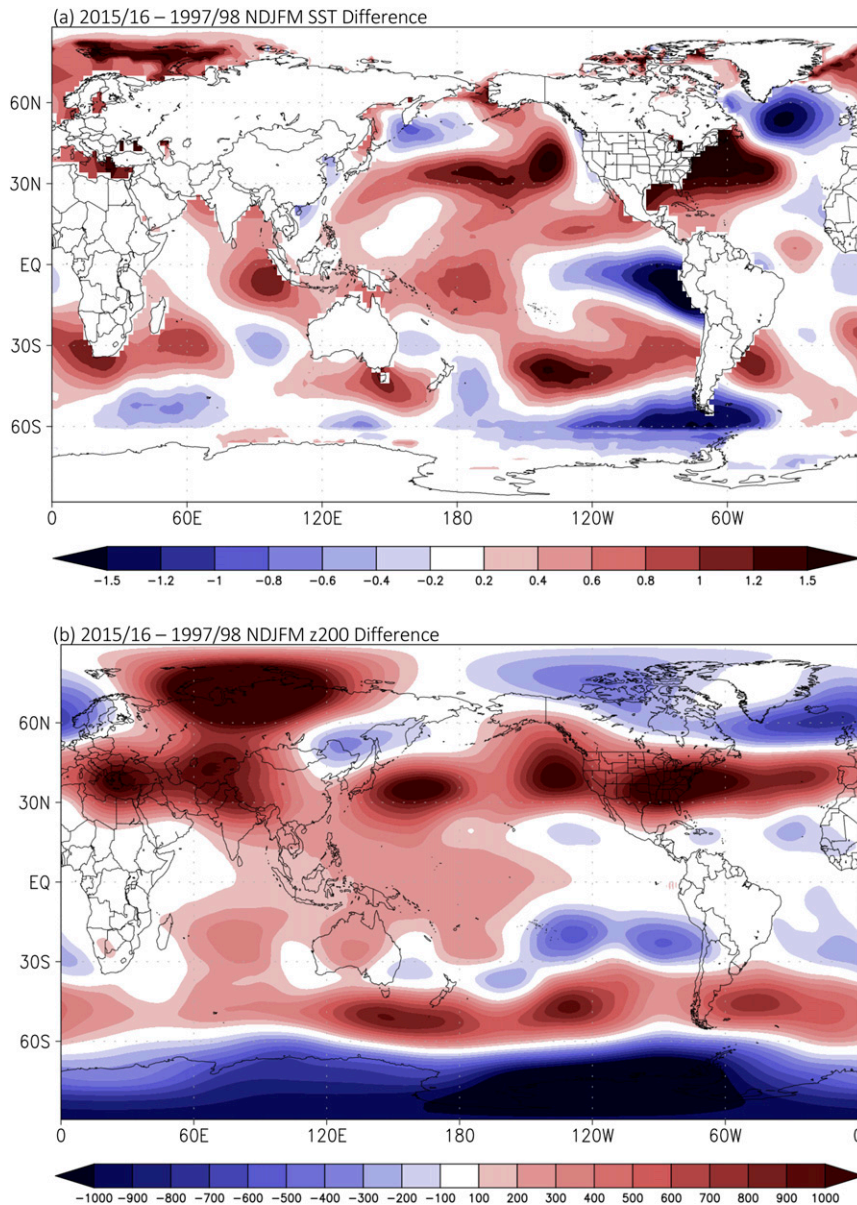 (a) 2015/16 – 1997/98 NDJFM SST Difference
60N
30N
EQ
30S
60S
0 60E 120E 180 120W 60W
−1.5 −1.2 −1 −0.8 −0.6 −0.4 −0.2 0.2 0.4 0.6 0.8 1 1.2 1.5
(b) 2015/16 – 1997/98 NDJFM z200 Difference
60N
30N
EQ
30S
60S
0 60E 120E 180 120W 60W 0
−1000 −900 −800 −700 −600 −500 −400 −300 −200 −100 100 200 300 400 500 600 700 800 900 1000